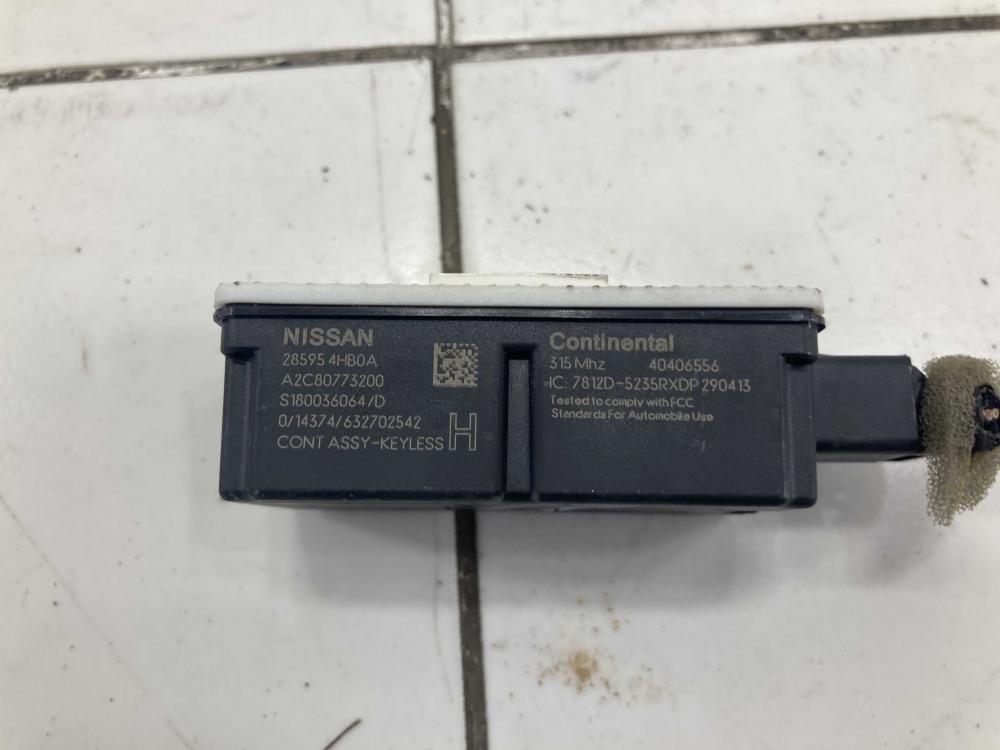 NISSAN
28595 4HB0A
A2C80773200
S180036064/D
0/14374/632702542
CONT ASSY-KEYLESS H
Continental
315 Mhz 40406556
IC: 7812D-5235RXDP 290413
Tested to comply with FCC
Standards For Automobile Use